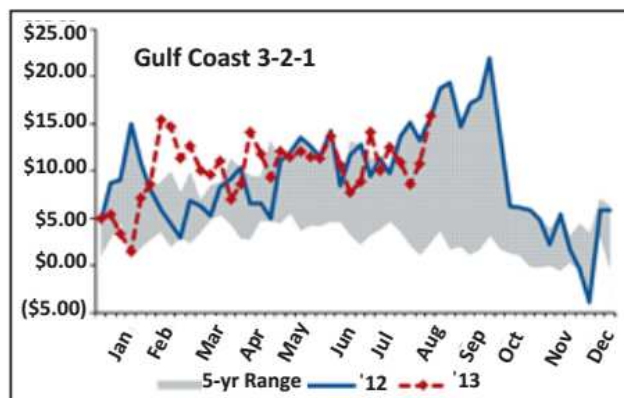 Gulf Coast 3-2-1
$25.00
$20.00
$15.00
$10.00
$5.00
$0.00
($5.00)
Jan Feb Mar Apr May Jun Jul Aug Sep Oct Nov Dec
5-yr Range '12 '13